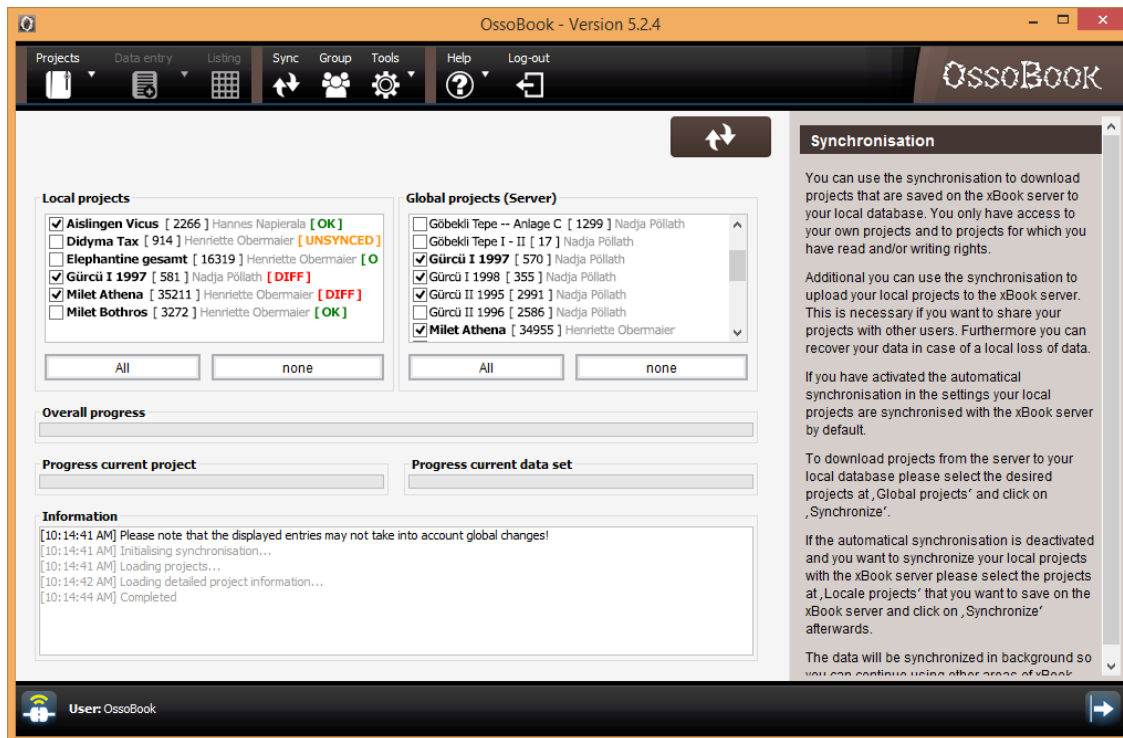 OssoBook - Version 5.2.4
Projects
Data entry
Listing
Sync
Group
Tools
Help
Log-out
OssoBook
Local projects
Aislingen Vicus [ 2266 ] Hannes Napierala [ OK ]
Didyma Tax [ 914 ] Henriette Obermaier [ UNSYNCED ]
Elephantine gesamt [ 16319 ] Henriette Obermaier [ O
Gürcü I 1997 [ 581 ] Nadja Pöllath [ DIFF ]
Milet Athena [ 35211 ] Henriette Obermaier [ DIFF ]
Milet Bothros [ 3272 ] Henriette Obermaier [ OK ]
All
none
Global projects (Server)
Göbekli Tepe -- Anlage C [ 1299 ] Nadja Pöllath
Göbekli Tepe I - II [ 17 ] Nadja Pöllath
Gürcü I 1997 [ 570 ] Nadja Pöllath
Gürcü I 1998 [ 355 ] Nadja Pöllath
Gürcü II 1995 [ 2991 ] Nadja Pöllath
Gürcü II 1996 [ 2586 ] Nadja Pöllath
Milet Athena [ 34955 ] Henriette Obermaier
All
none
Overall progress
Progress current project
Progress current data set
Information
[10:14:41 AM] Please note that the displayed entries may not take into account global changes!
[10:14:41 AM] Initialising synchronisation...
[10:14:41 AM] Loading projects...
[10:14:42 AM] Loading detailed project information...
[10:14:44 AM] Completed
Synchronisation
You can use the synchronisation to download
projects that are saved on the xBook server to
your local database. You only have access to
your own projects and to projects for which you
have read and/or writing rights.
Additional you can use the synchronisation to
upload your local projects to the xBook server.
This is necessary if you want to share your
projects with other users. Furthermore you can
recover your data in case of a local loss of data.
If you have activated the automatical
synchronisation in the settings your local
projects are synchronised with the xBook server
by default.
To download projects from the server to your
local database please select the desired
projects at ‚Global projects' and click on
‚Synchronize'.
If the automatical synchronisation is deactivated
and you want to synchronize your local projects
with the xBook server please select the projects
at ‚Locale projects' that you want to save on the
xBook server and click on ‚Synchronize'
afterwards.
The data will be synchronized in background so
you can continue using other areas of xBook
User: OssoBook